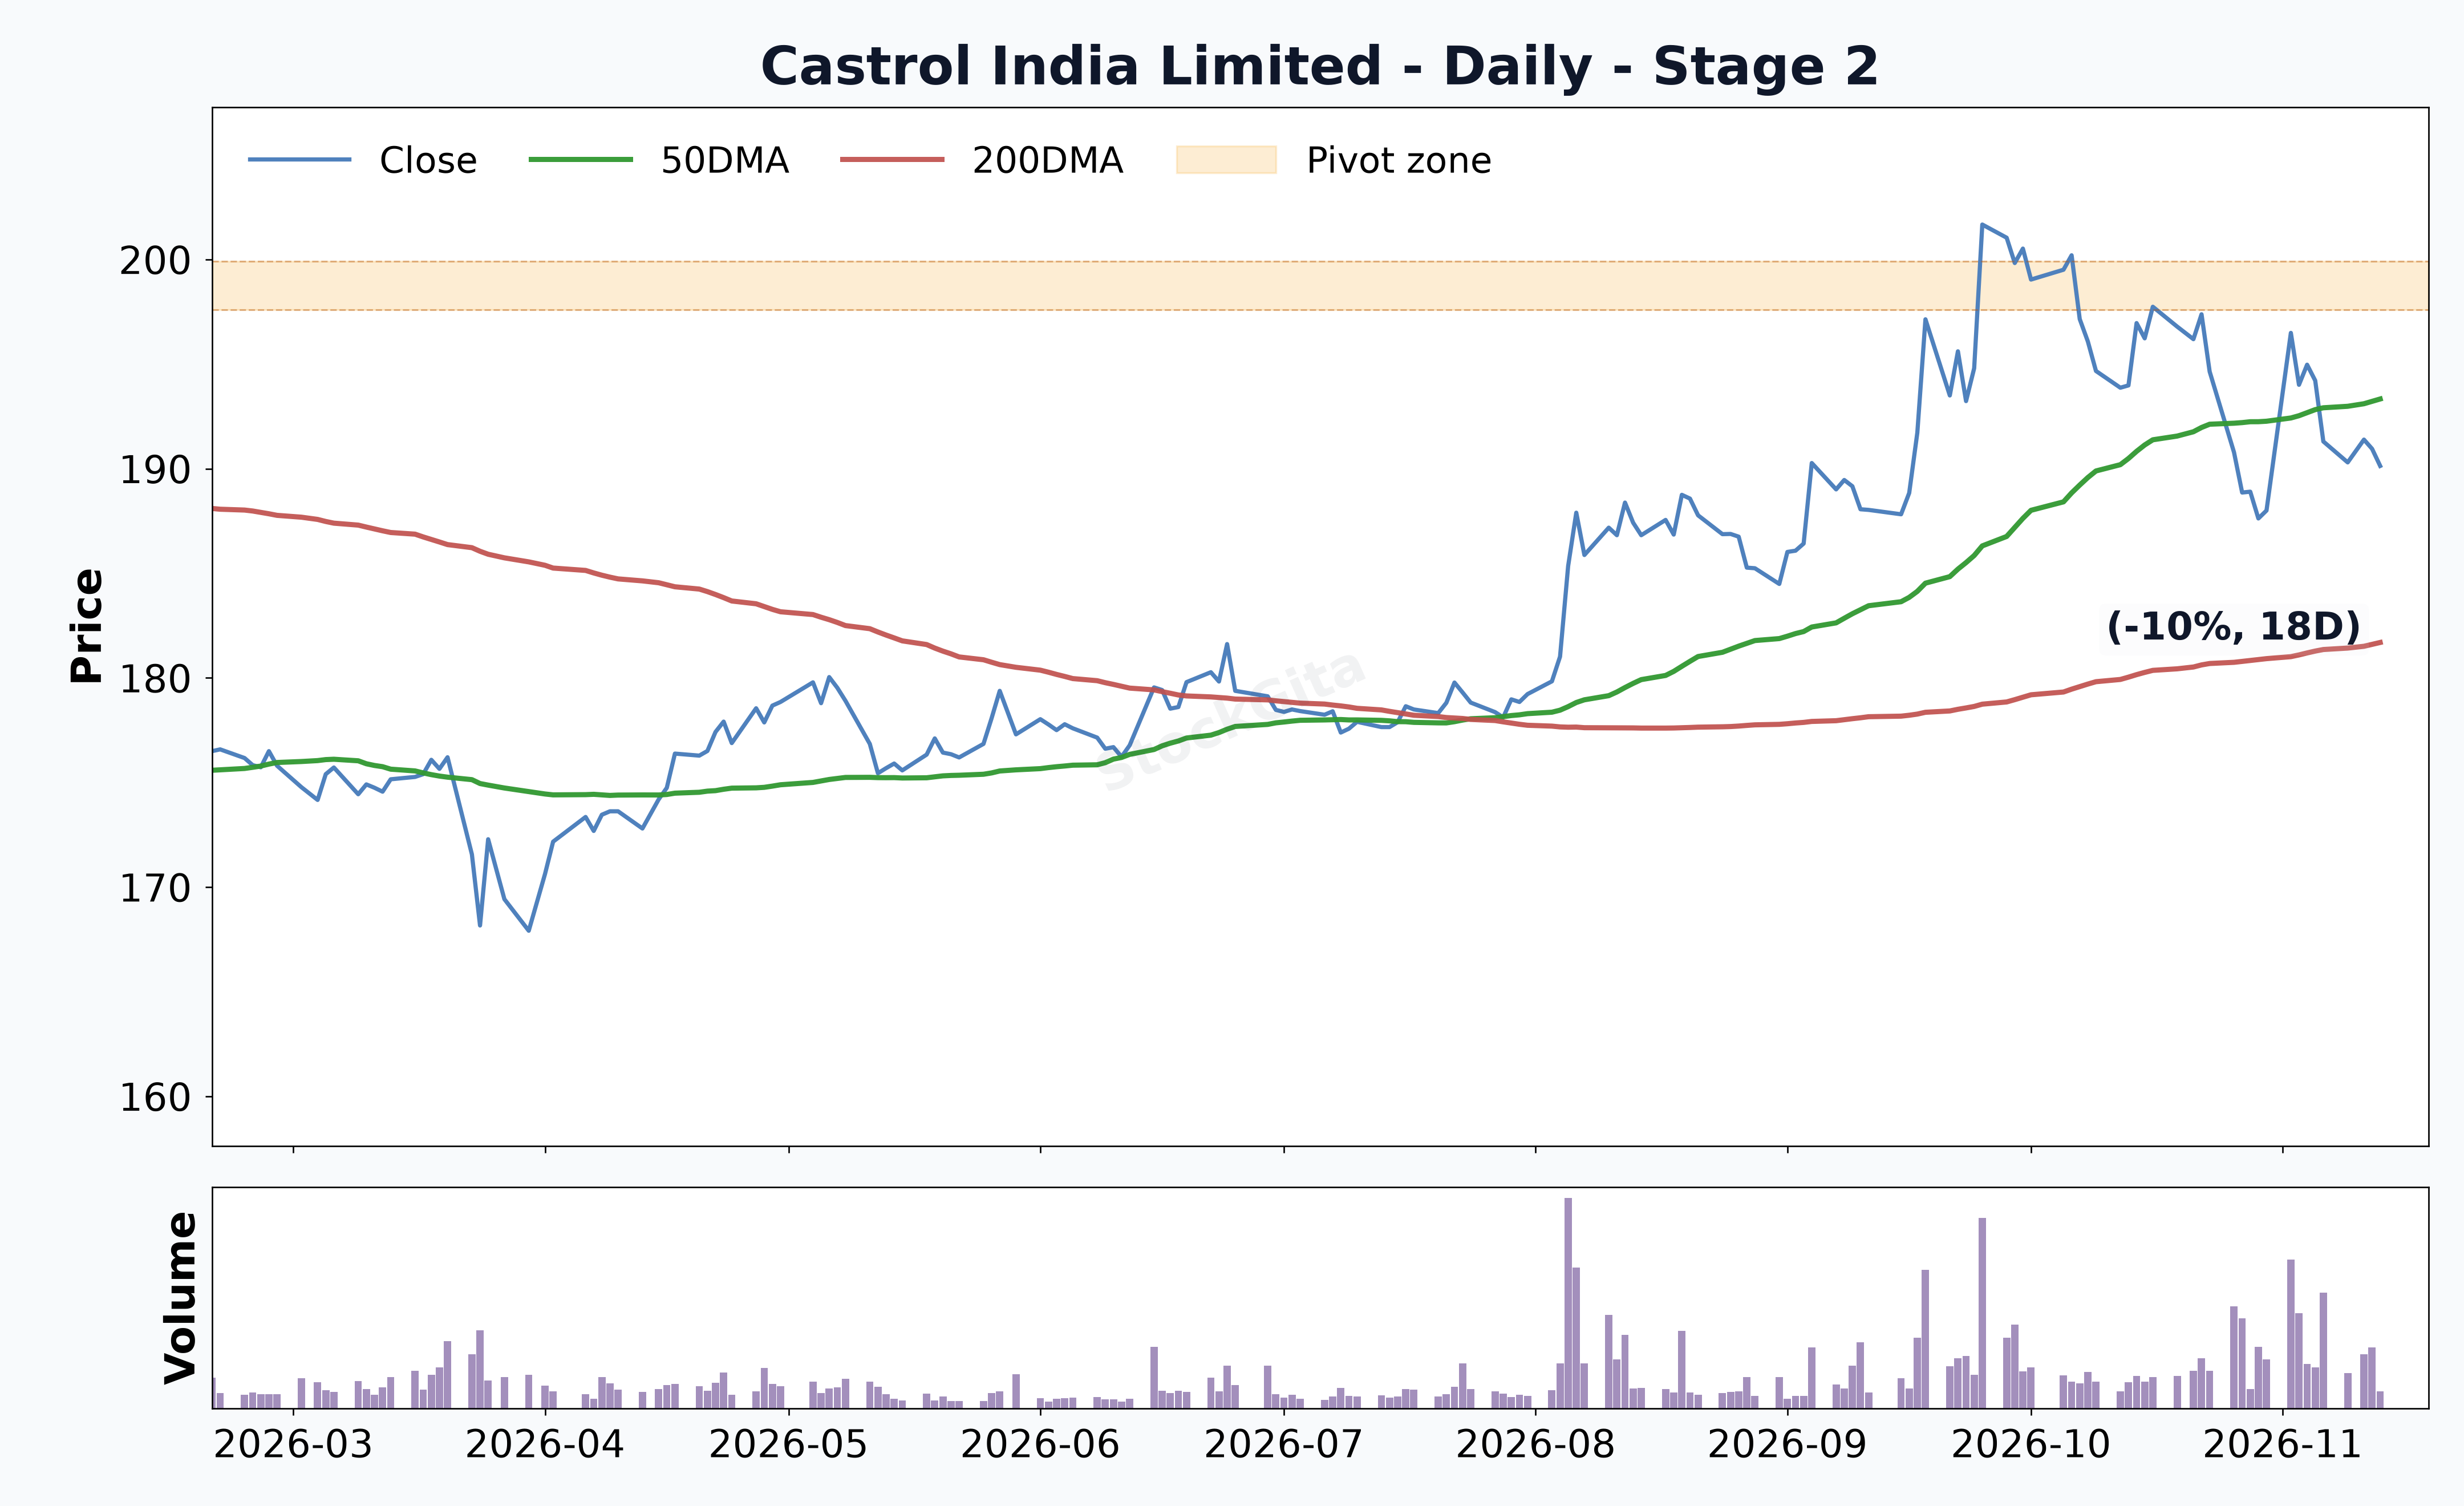 Castrol India Limited - Daily - Stage 2
Close 50DMA 200DMA Pivot zone
200
190
180
170
160
Price
(-10%, 18D)
StockGita
Volume
2026-03 2026-04 2026-05 2026-06 2026-07 2026-08 2026-09 2026-10 2026-11